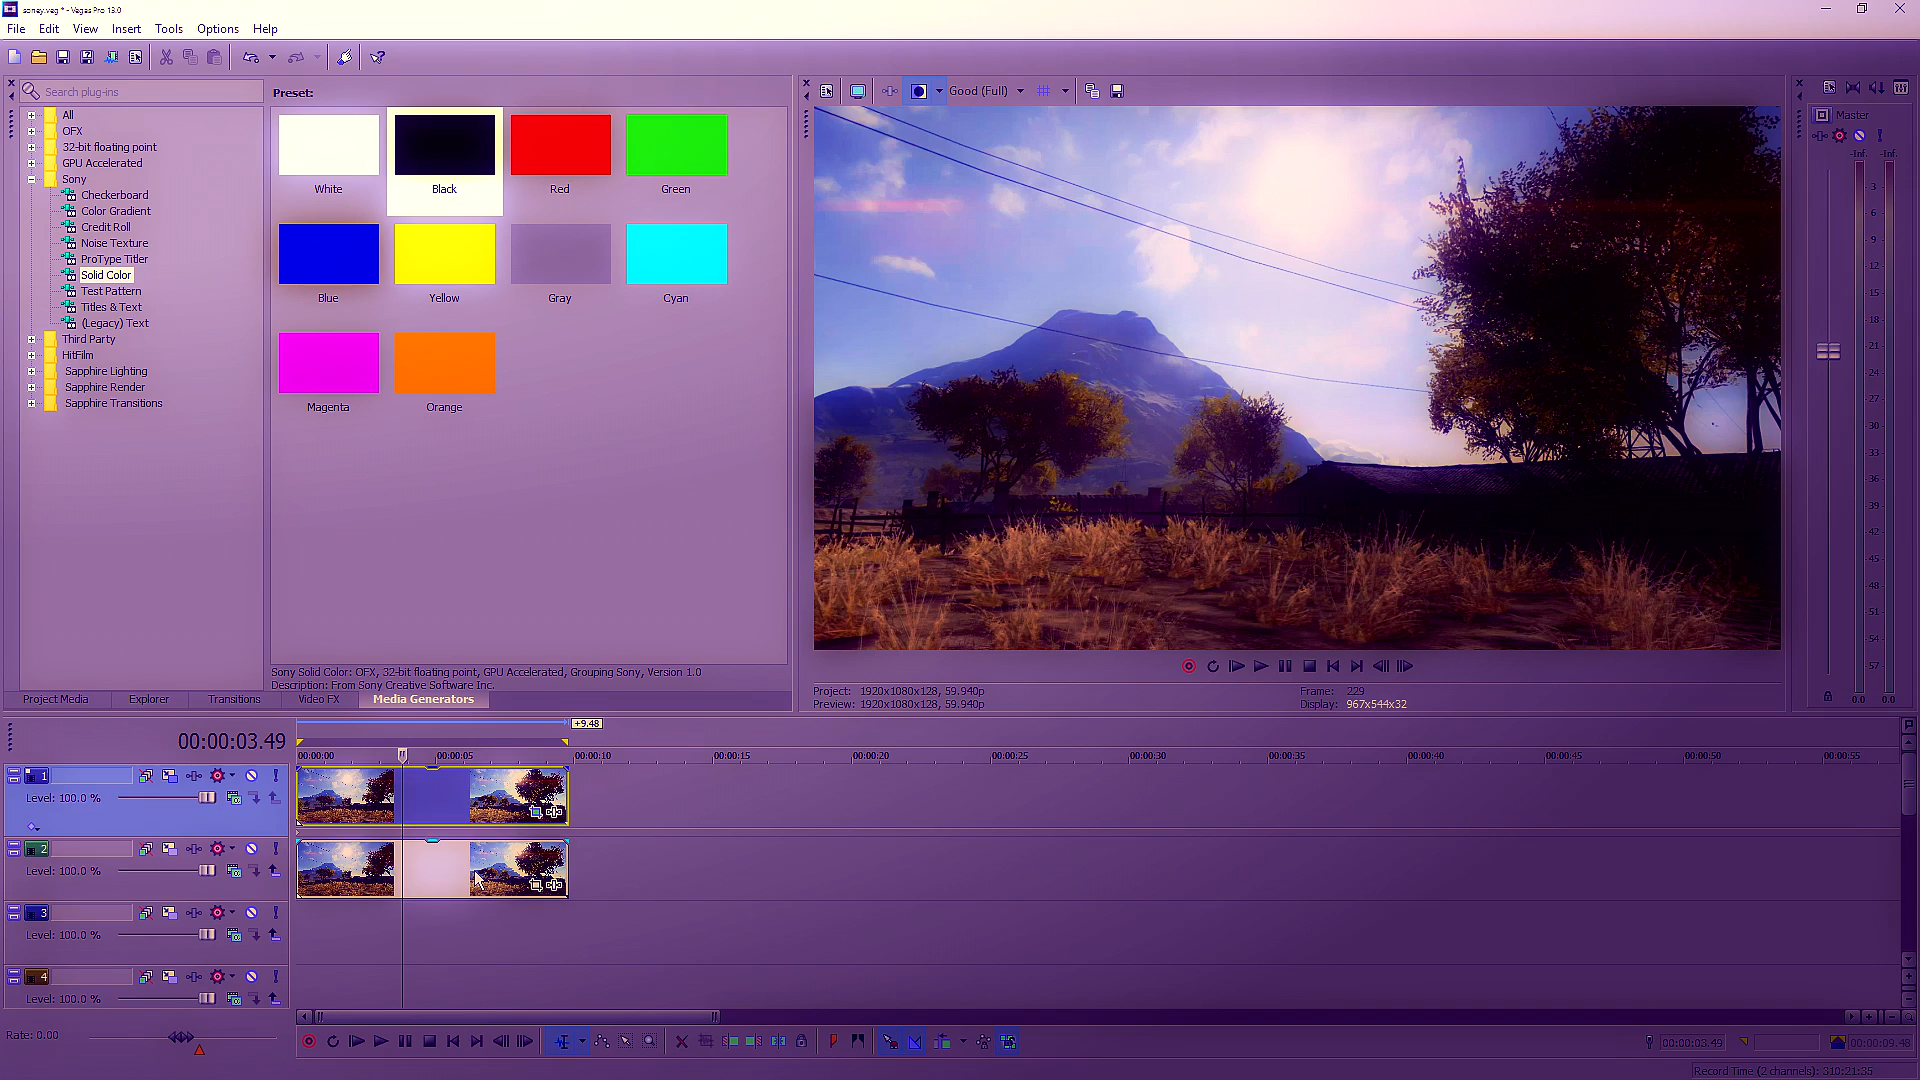 soney.veg * - Vegas Pro 13.0
File Edit View Insert Tools Options Help
Search plug-ins
All
OFX
32-bit floating point
GPU Accelerated
Sony
Checkerboard
Color Gradient
Credit Roll
Noise Texture
ProType Titler
Solid Color
Test Pattern
Titles & Text
(Legacy) Text
Third Party
HitFilm
Sapphire Lighting
Sapphire Render
Sapphire Transitions
Preset:
White Black Red Green
Blue Yellow Gray Cyan
Magenta Orange
Sony Solid Color: OFX, 32-bit floating point, GPU Accelerated, Grouping Sony, Version 1.0
Description: From Sony Creative Software Inc.
Project Media Explorer Transitions Video FX Media Generators
Good (Full)
Project: 1920x1080x128, 59.940p
Preview: 1920x1080x128, 59.940p
Frame: 229
Display: 967x544x32
Master
-Inf. -Inf.
3
6
9
12
15
18
21
24
27
30
33
36
39
42
45
48
51
54
57
0.0 0.0
+9.48
00:00:03.49
00:00:00 00:00:05 00:00:10 00:00:15 00:00:20 00:00:25 00:00:30 00:00:35 00:00:40 00:00:45 00:00:50 00:00:55
1
Level: 100.0 %
2
Level: 100.0 %
3
Level: 100.0 %
4
Level: 100.0 %
Rate: 0.00
00:00:03.49
00:00:09.48
Record Time (2 channels): 310:21:35